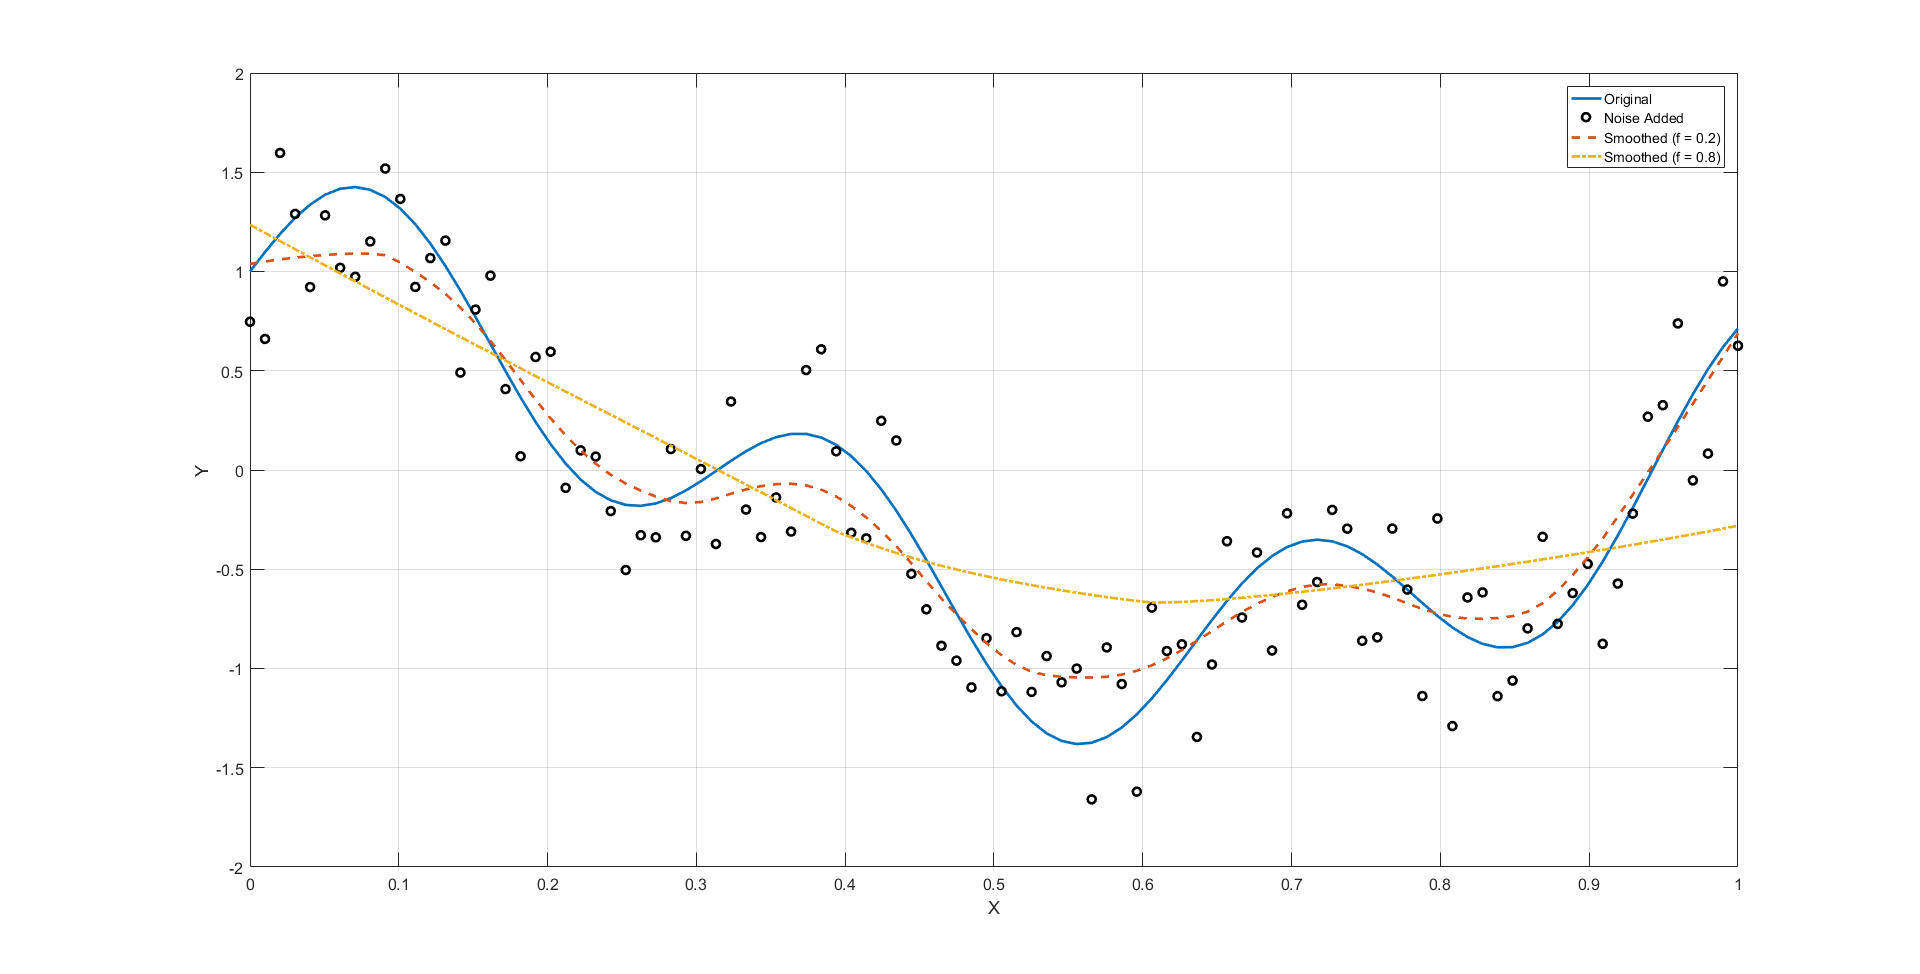 2
1.5
1
0.5
0
-0.5
-1
-1.5
-2
Y
0 0.1 0.2 0.3 0.4 0.5 0.6 0.7 0.8 0.9 1
X
Original
Noise Added
Smoothed (f = 0.2)
Smoothed (f = 0.8)